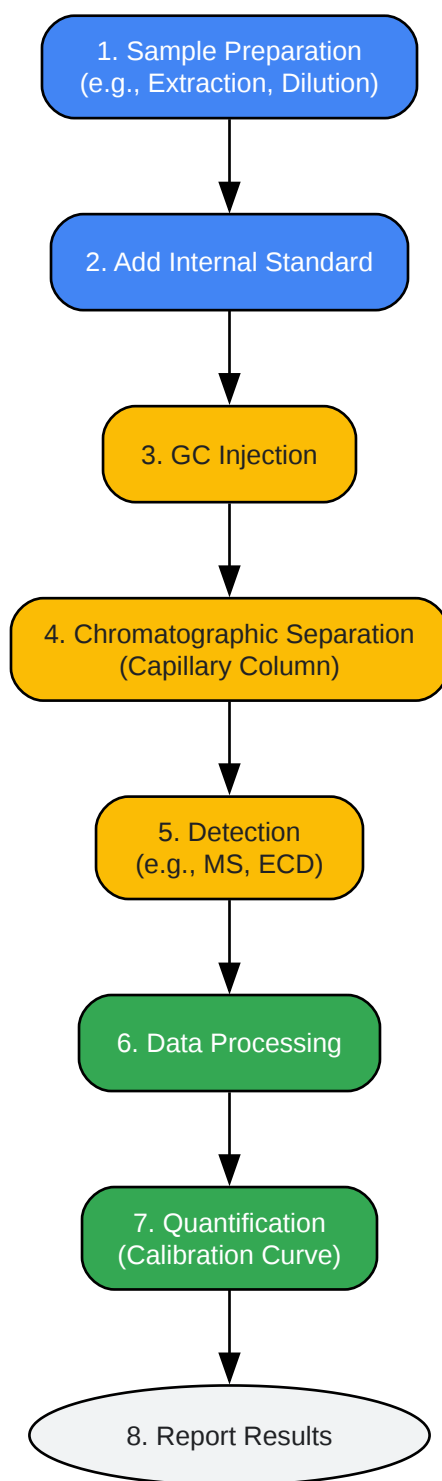 1. Sample Preparation
(e.g., Extraction, Dilution)
2. Add Internal Standard
3. GC Injection
4. Chromatographic Separation
(Capillary Column)
5. Detection
(e.g., MS, ECD)
6. Data Processing
7. Quantification
(Calibration Curve)
8. Report Results